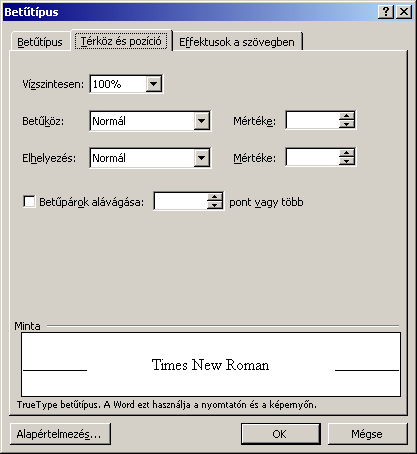 Betűtípus
Betűtípus Térköz és pozíció Effektusok a szövegben
Vízszintesen: 100%
Betűköz: Normál Mértéke:
Elhelyezés: Normál Mértéke:
Betűpárok alávágása: pont vagy több
Minta
Times New Roman
TrueType betűtípus. A Word ezt használja a nyomtatón és a képernyőn.
Alapértelmezés... OK Mégse